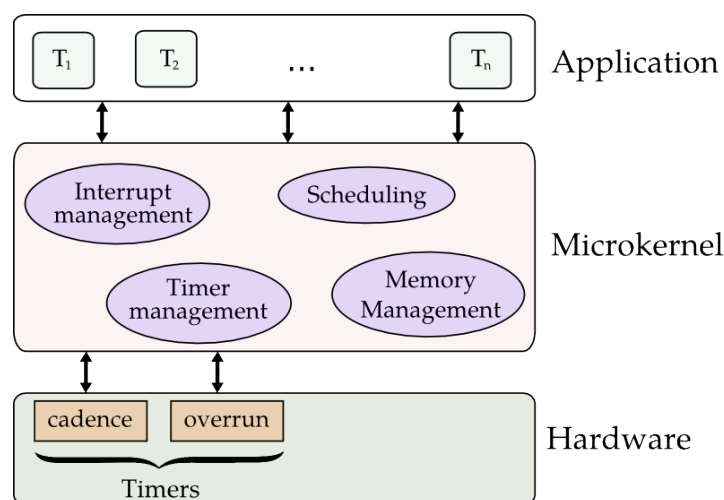 T₁ T₂ ... Tₙ Application
Interrupt
management
Scheduling
Microkernel
Timer
management
Memory
Management
cadence overrun
Hardware
Timers